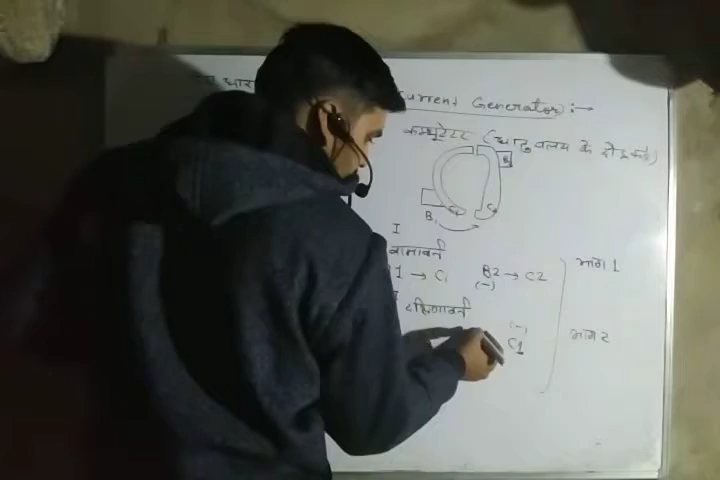 धारा Current Generator) :→
कम्यूटेटर (धातु वलय के दो टुकड़े)
B2
C1 C2
B1
I
वामावर्त
1 → C1 B2 → C2 भाग 1
(-)
दक्षिणावर्त
(-)
C1 भाग 2